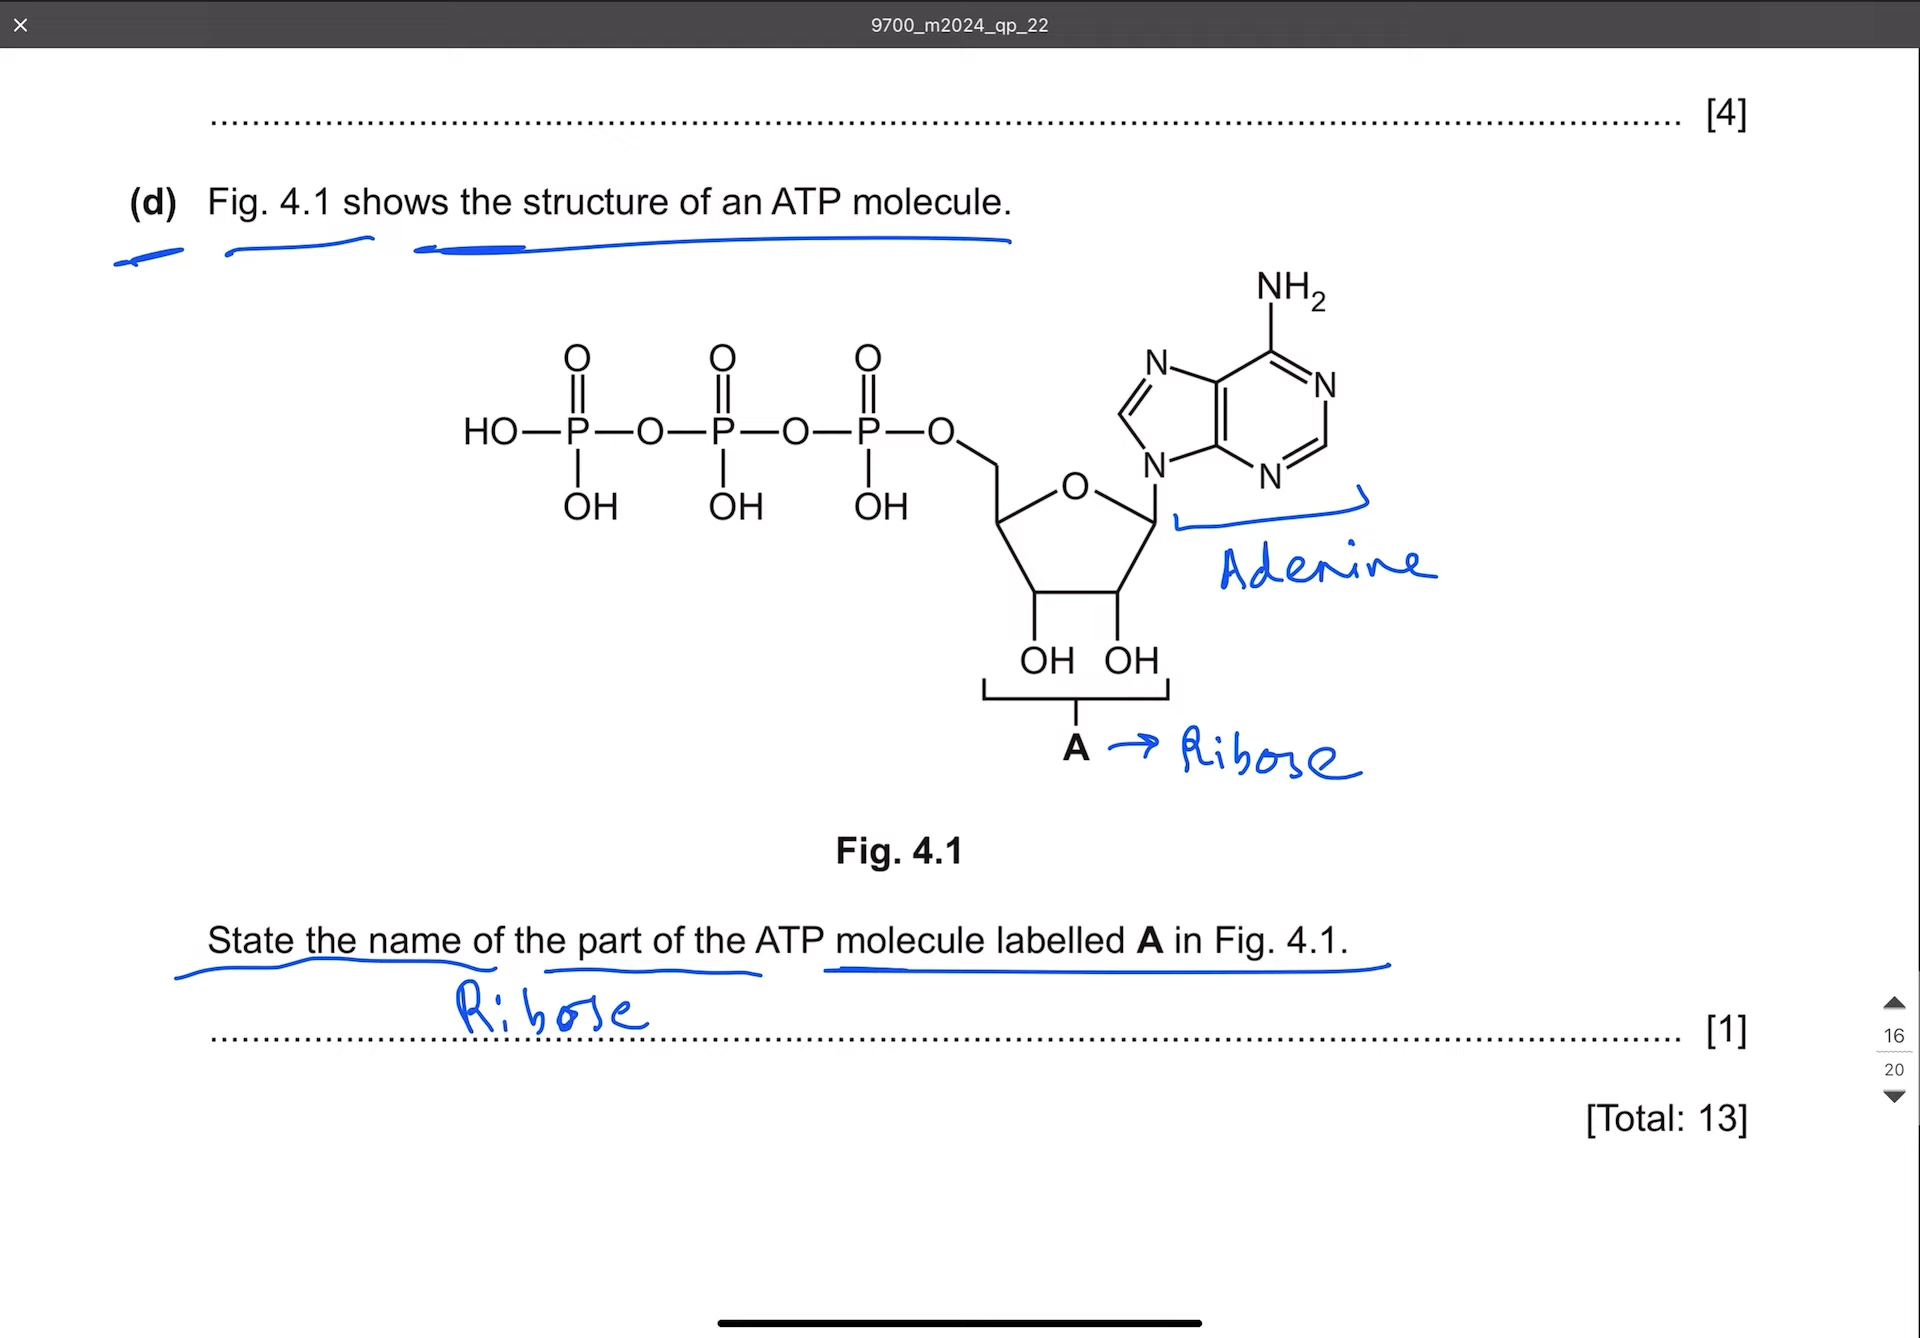 9700_m2024_qp_22
[4]
(d) Fig. 4.1 shows the structure of an ATP molecule.
NH2
O O O N N
HO P O P O P O
N N
OH OH OH O
Adenine
OH OH
A → Ribose
Fig. 4.1
State the name of the part of the ATP molecule labelled A in Fig. 4.1.
Ribose
[1]
16
20
[Total: 13]